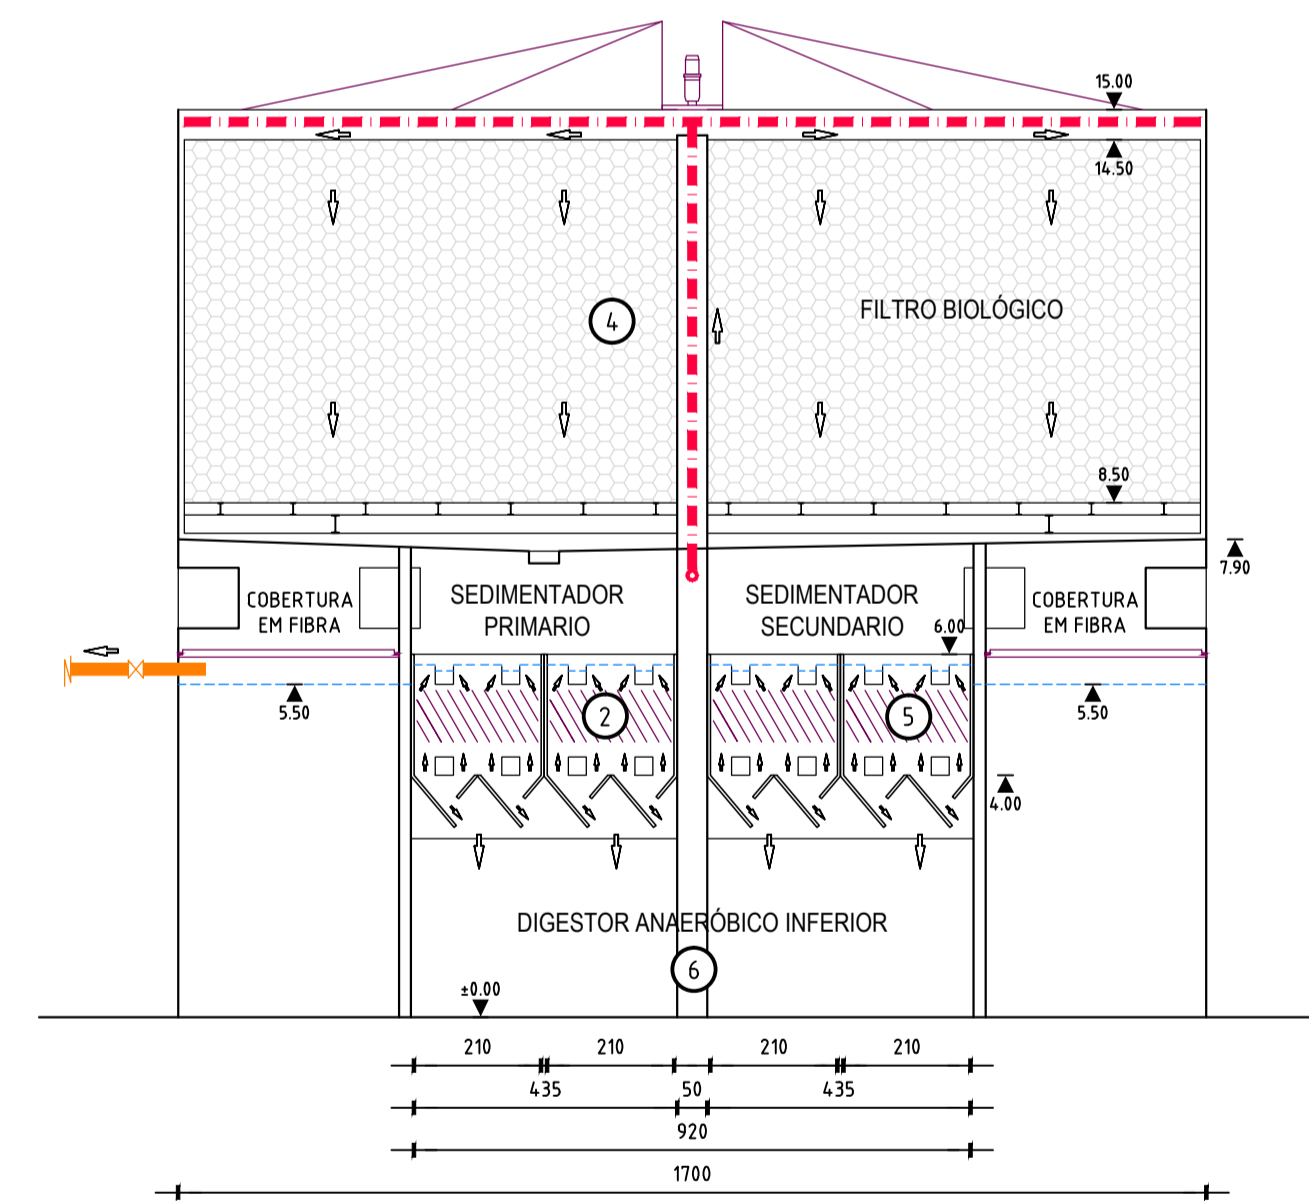 15.00
14.50
FILTRO BIOLÓGICO
4
8.50
7.90
COBERTURA
EM FIBRA
SEDIMENTADOR
PRIMARIO
SEDIMENTADOR
SECUNDARIO
6.00
COBERTURA
EM FIBRA
5.50
2
5
5.50
4.00
DIGESTOR ANAERÓBICO INFERIOR
6
±0.00
210 210 210 210
435 50 435
920
1700